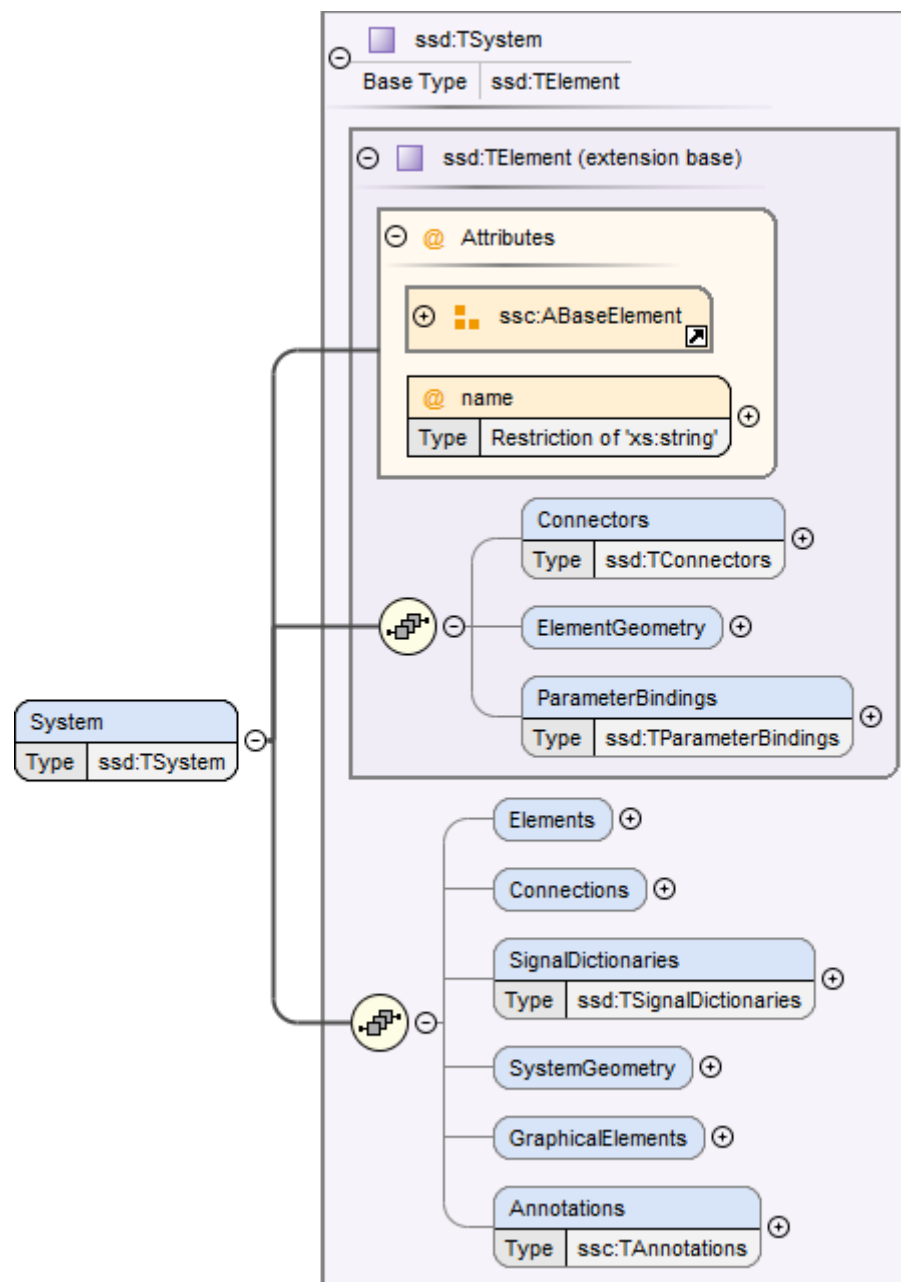 ssd:TSystem
Base Type ssd:TElement
ssd:TElement (extension base)
@ Attributes
ssc:ABaseElement
@ name
Type Restriction of 'xs:string'
Connectors
Type ssd:TConnectors
ElementGeometry
ParameterBindings
Type ssd:TParameterBindings
System
Type ssd:TSystem
Elements
Connections
SignalDictionaries
Type ssd:TSignalDictionaries
SystemGeometry
GraphicalElements
Annotations
Type ssc:TAnnotations